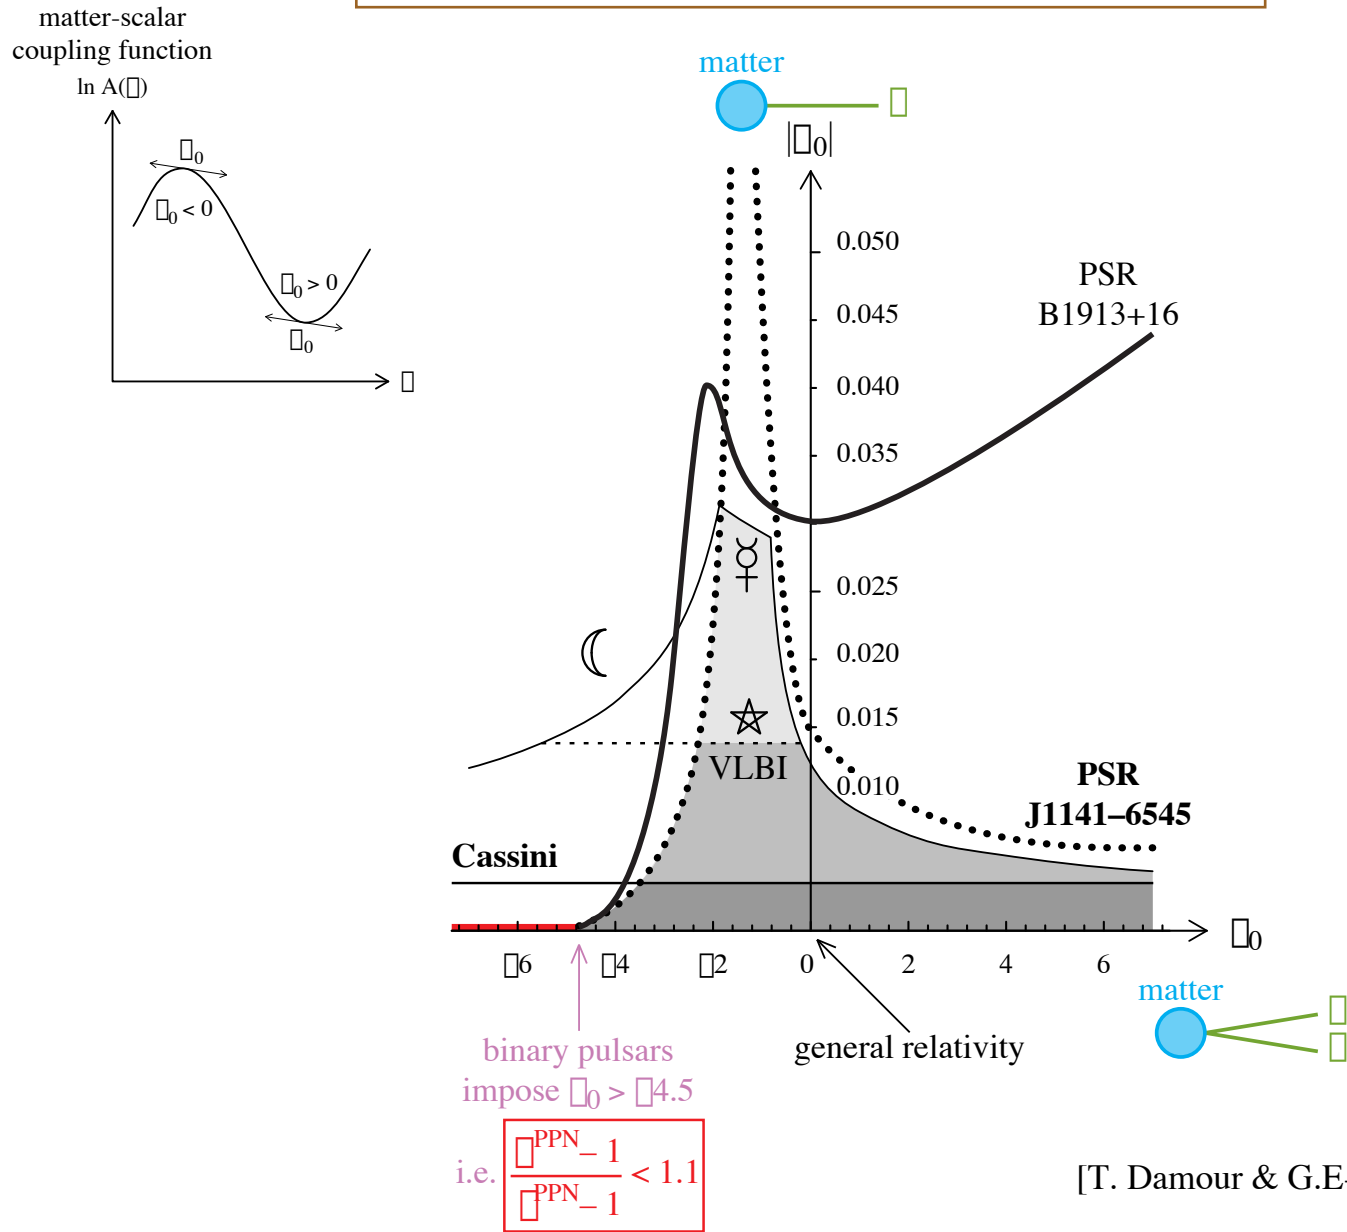 matter-scalar
coupling function
ln A(▯)
▯0
▯0 < 0
▯0 > 0
▯0
▯
matter
▯
|▯0|
0.050
0.045
0.040
0.035
0.025
0.020
0.015
0.010
PSR
B1913+16
VLBI
PSR
J1141–6545
Cassini
▯6 ▯4 ▯2 0 2 4 6
▯0
matter
▯
▯
general relativity
binary pulsars
impose ▯0 > ▯4.5
i.e. ▯PPN – 1
▯PPN – 1
< 1.1
[T. Damour & G.E-